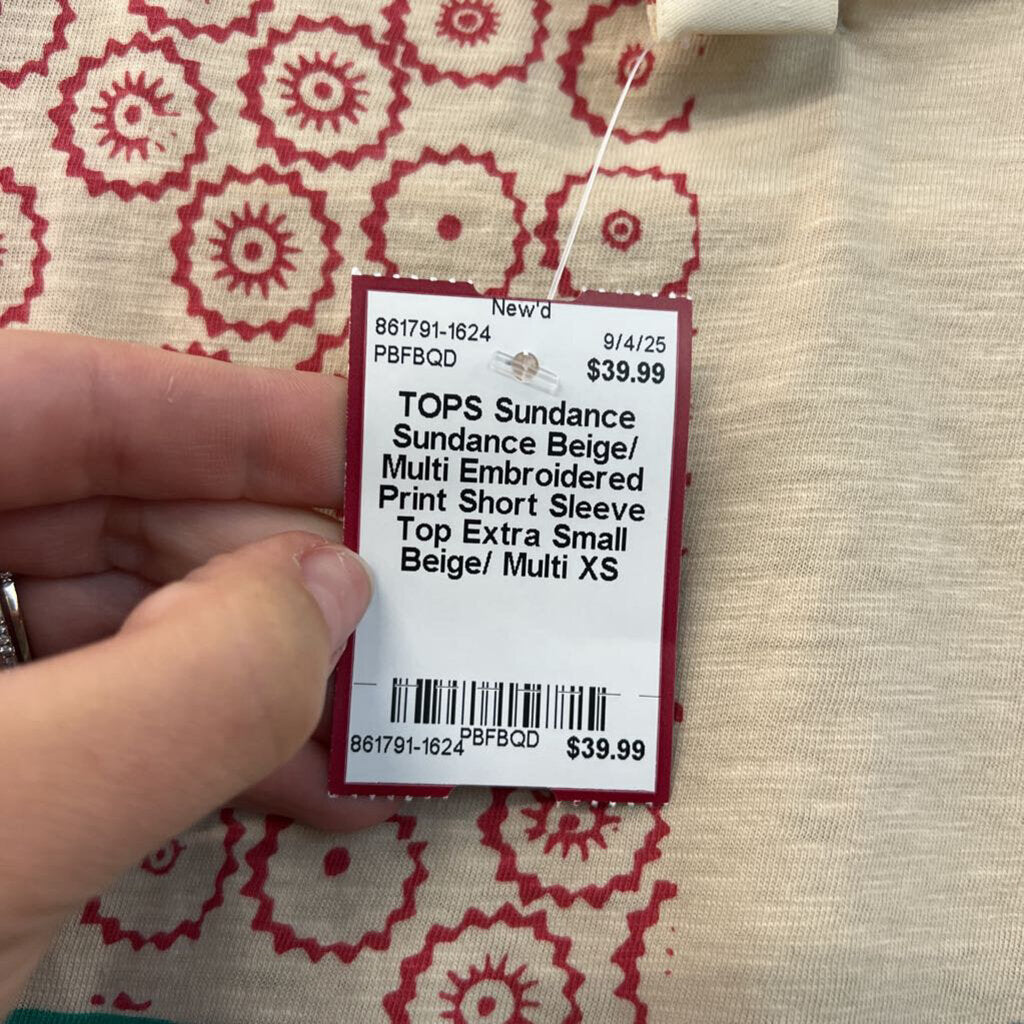 New'd
861791-1624 9/4/25
PBFBQD $39.99
TOPS Sundance
Sundance Beige/
Multi Embroidered
Print Short Sleeve
Top Extra Small
Beige/ Multi XS
861791-1624 PBFBQD $39.99